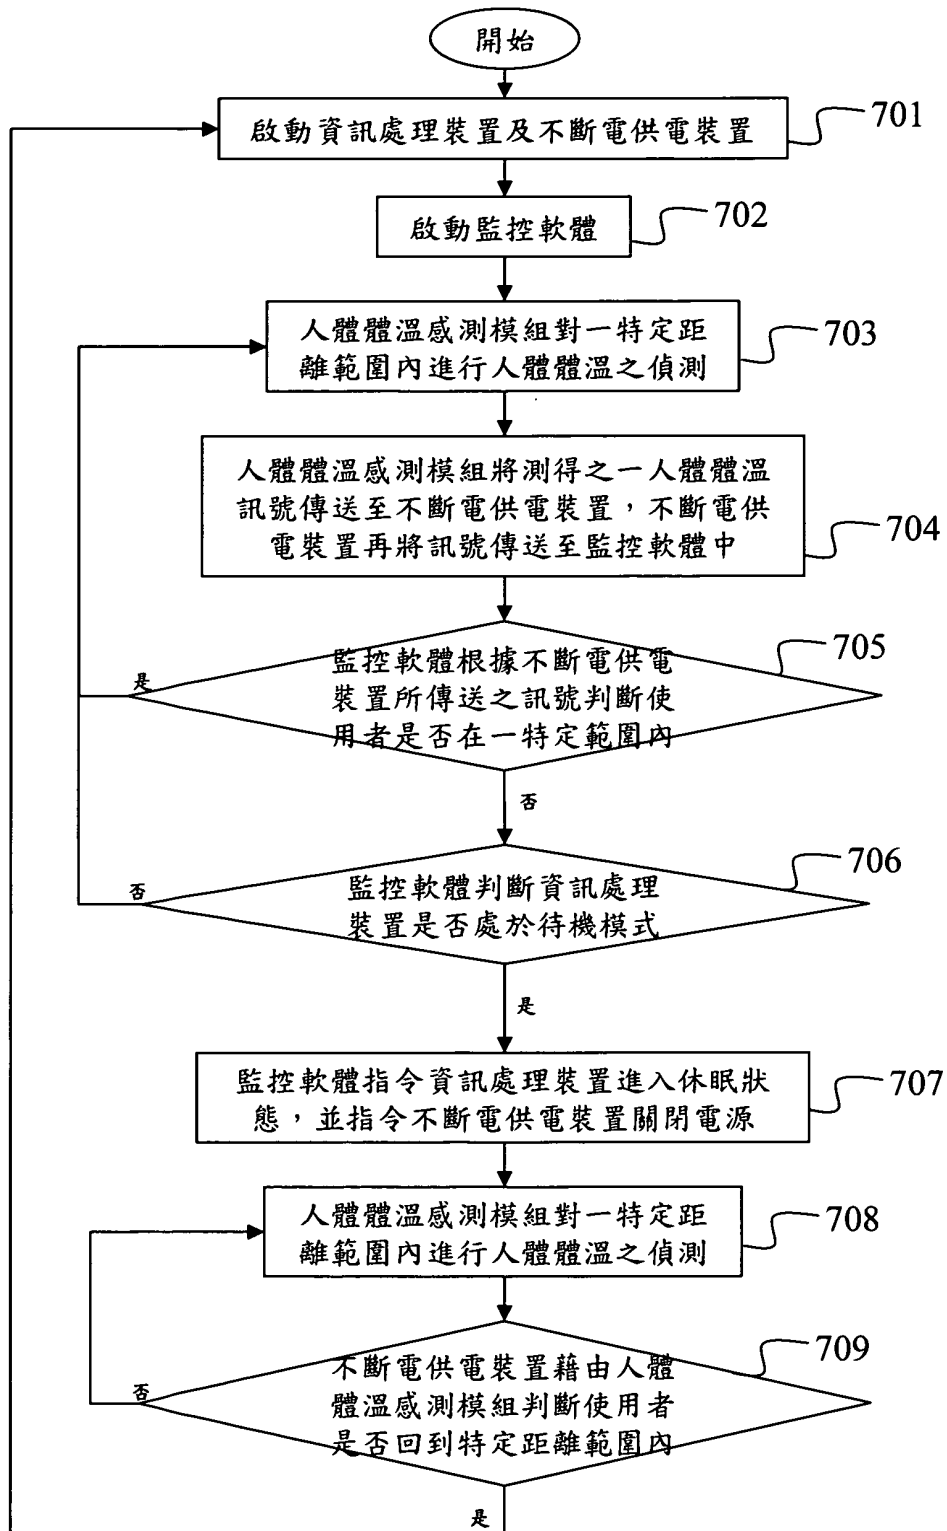 開始
啟動資訊處理裝置及不斷電供電裝置
701
啟動監控軟體
702
人體體溫感測模組對一特定距
離範圍內進行人體體溫之偵測
703
人體體溫感測模組將測得之一人體體溫
訊號傳送至不斷電供電裝置，不斷電供
電裝置再將訊號傳送至監控軟體中
704
監控軟體根據不斷電供電
裝置所傳送之訊號判斷使
用者是否在一特定範圍內
705
是
否
監控軟體判斷資訊處理
裝置是否處於待機模式
706
否
是
監控軟體指令資訊處理裝置進入休眠狀
態，並指令不斷電供電裝置關閉電源
707
人體體溫感測模組對一特定距
離範圍內進行人體體溫之偵測
708
不斷電供電裝置藉由人體
體溫感測模組判斷使用者
是否回到特定距離範圍內
709
否
是